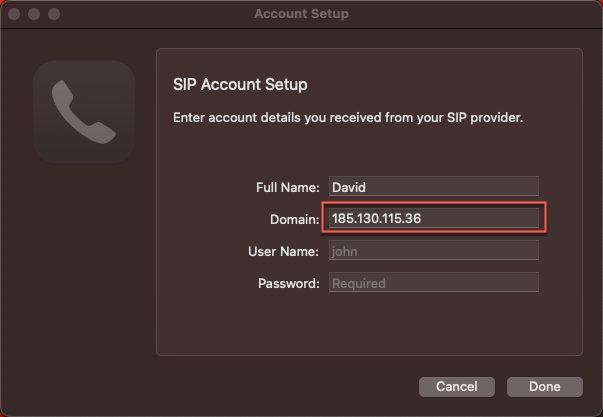 Account Setup
SIP Account Setup
Enter account details you received from your SIP provider.
Full Name: David
Domain: 185.130.115.36
User Name: john
Password: Required
Cancel Done